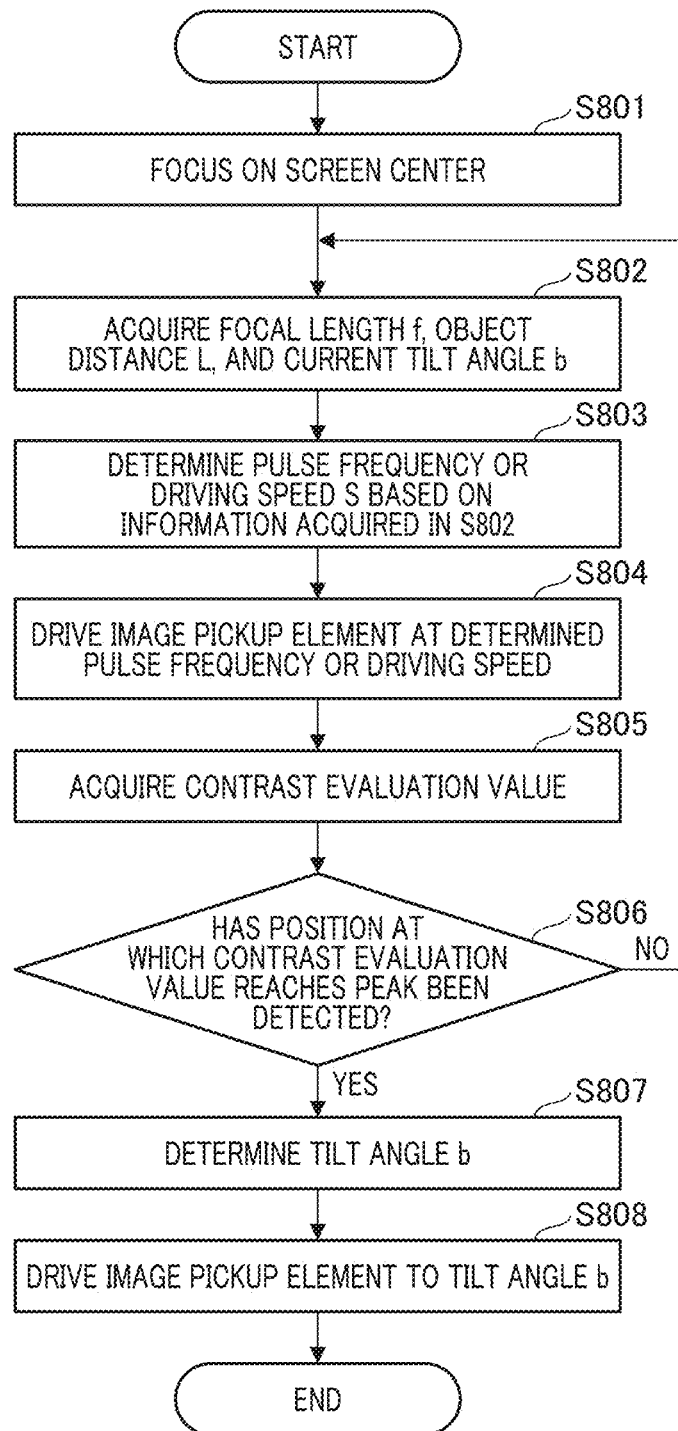 START
S801
FOCUS ON SCREEN CENTER
S802
ACQUIRE FOCAL LENGTH f, OBJECT
DISTANCE L, AND CURRENT TILT ANGLE b
S803
DETERMINE PULSE FREQUENCY OR
DRIVING SPEED S BASED ON
INFORMATION ACQUIRED IN S802
S804
DRIVE IMAGE PICKUP ELEMENT AT DETERMINED
PULSE FREQUENCY OR DRIVING SPEED
S805
ACQUIRE CONTRAST EVALUATION VALUE
S806
HAS POSITION AT
WHICH CONTRAST EVALUATION
VALUE REACHES PEAK BEEN
DETECTED?
NO
YES
S807
DETERMINE TILT ANGLE b
S808
DRIVE IMAGE PICKUP ELEMENT TO TILT ANGLE b
END